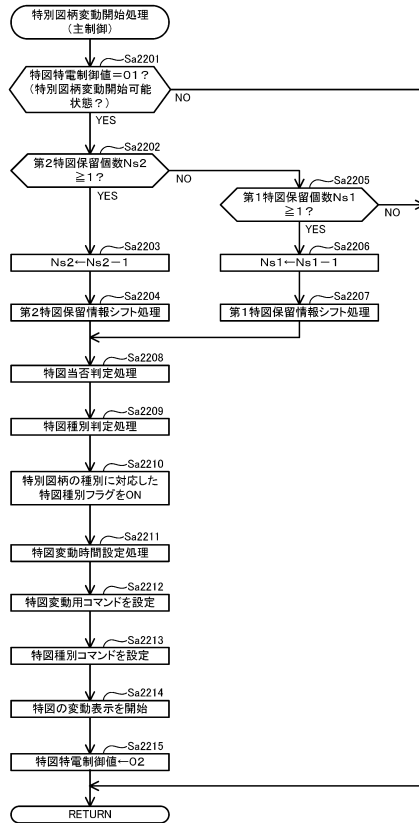 特別図柄変動開始処理
(主制御)
Sa2201
特図特電制御値=01?
(特別図柄変動開始可能
状態?)
NO
YES
Sa2202
第2特図保留個数Ns2
≧1?
NO
YES
Sa2205
第1特図保留個数Ns1
≧1?
NO
YES
Sa2203
Ns2←Ns2-1
Sa2206
Ns1←Ns1-1
Sa2204
第2特図保留情報シフト処理
Sa2207
第1特図保留情報シフト処理
Sa2208
特図当否判定処理
Sa2209
特図種別判定処理
Sa2210
特別図柄の種別に対応した
特図種別フラグをON
Sa2211
特図変動時間設定処理
Sa2212
特図変動用コマンドを設定
Sa2213
特図種別コマンドを設定
Sa2214
特図の変動表示を開始
Sa2215
特図特電制御値←02
RETURN